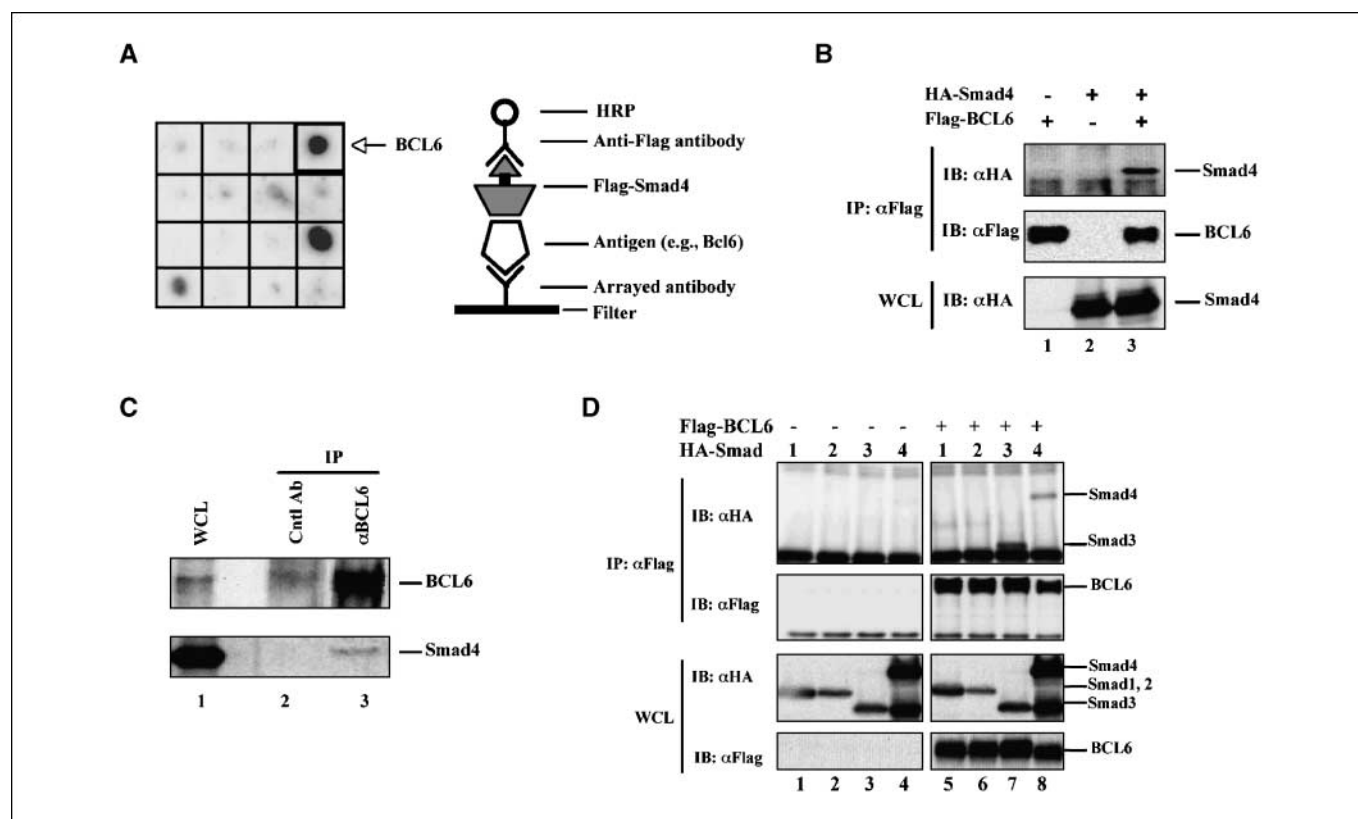 A
BCL6
HRP
Anti-Flag antibody
Flag-Smad4
Antigen (e.g., Bcl6)
Arrayed antibody
Filter
B
HA-Smad4 - + +
Flag-BCL6 + - +
IP: αFlag
IB: αHA
Smad4
IB: αFlag
BCL6
WCL
IB: αHA
Smad4
1 2 3
C
IP
WCL
Cntl Ab
αBCL6
BCL6
Smad4
1 2 3
D
Flag-BCL6 - - - - + + + +
HA-Smad 1 2 3 4 1 2 3 4
IP: αFlag
IB: αHA
Smad4
Smad3
IB: αFlag
BCL6
WCL
IB: αHA
Smad4
Smad1, 2
Smad3
IB: αFlag
BCL6
1 2 3 4 5 6 7 8